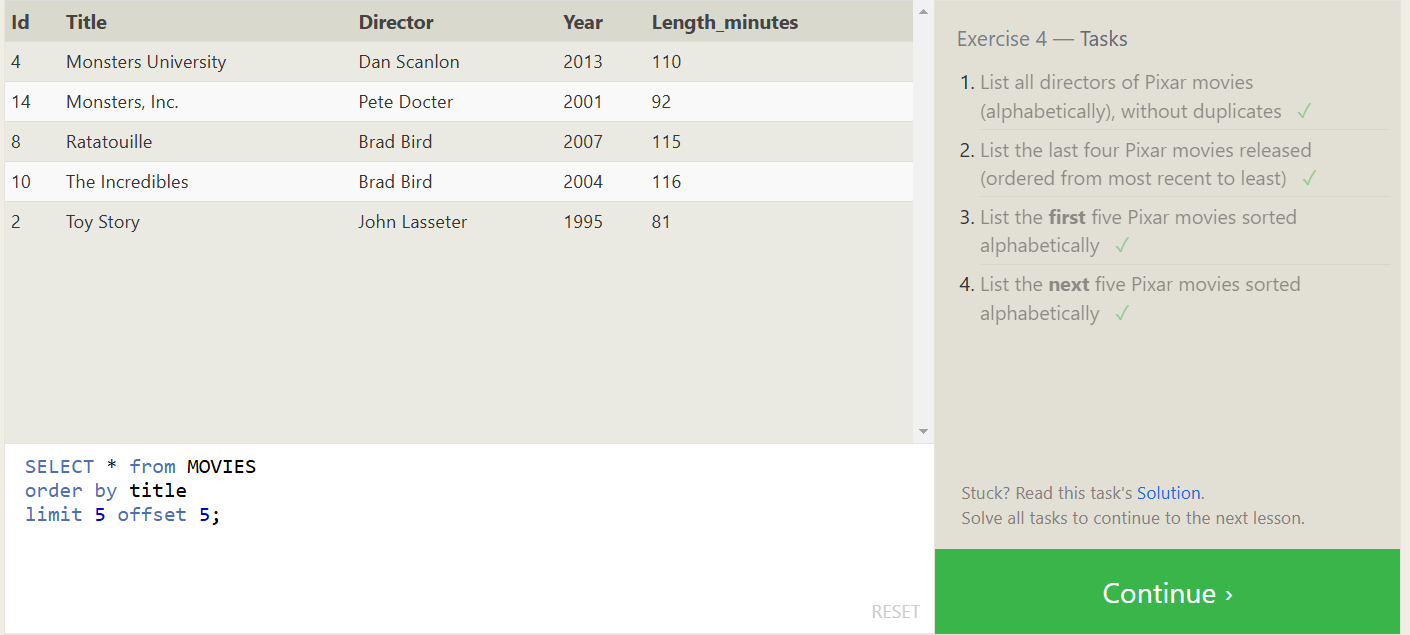 Id Title Director Year Length_minutes
4 Monsters University Dan Scanlon 2013 110
14 Monsters, Inc. Pete Docter 2001 92
8 Ratatouille Brad Bird 2007 115
10 The Incredibles Brad Bird 2004 116
2 Toy Story John Lasseter 1995 81
SELECT * from MOVIES
order by title
limit 5 offset 5;
RESET
Exercise 4 — Tasks
1. List all directors of Pixar movies
(alphabetically), without duplicates ✓
2. List the last four Pixar movies released
(ordered from most recent to least) ✓
3. List the first five Pixar movies sorted
alphabetically ✓
4. List the next five Pixar movies sorted
alphabetically ✓
Stuck? Read this task's Solution.
Solve all tasks to continue to the next lesson.
Continue ›